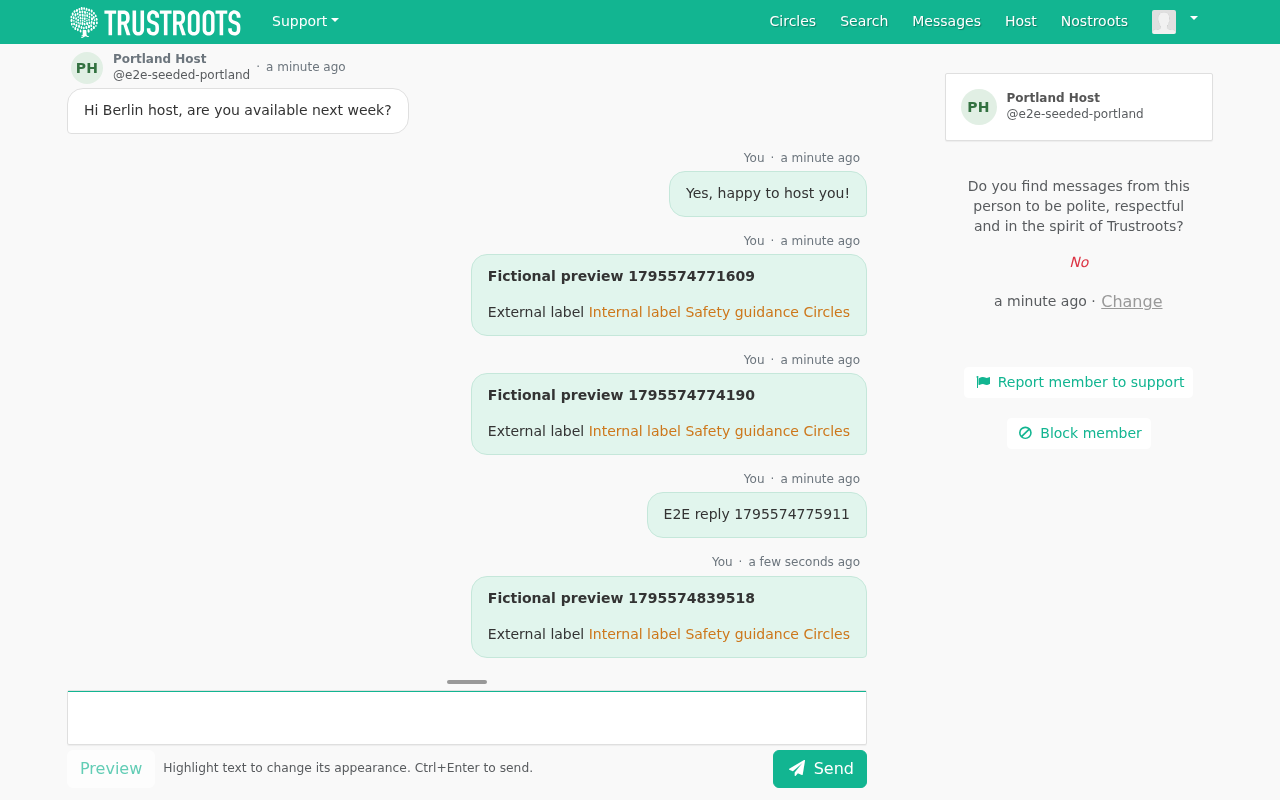 TRUSTROOTS Support Circles Search Messages Host Nostroots
PH Portland Host
@e2e-seeded-portland · a minute ago
Hi Berlin host, are you available next week?
You · a minute ago
Yes, happy to host you!
You · a minute ago
Fictional preview 1795574771609
External label Internal label Safety guidance Circles
You · a minute ago
Fictional preview 1795574774190
External label Internal label Safety guidance Circles
You · a minute ago
E2E reply 1795574775911
You · a few seconds ago
Fictional preview 1795574839518
External label Internal label Safety guidance Circles
Preview Highlight text to change its appearance. Ctrl+Enter to send. Send
PH Portland Host
@e2e-seeded-portland
Do you find messages from this
person to be polite, respectful
and in the spirit of Trustroots?
No
a minute ago · Change
Report member to support
Block member